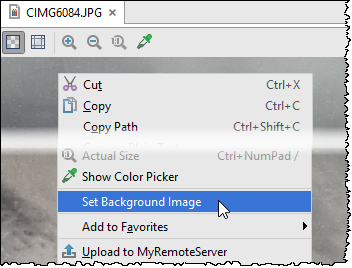 CIMG6084.JPG
Cut Ctrl+X
Copy Ctrl+C
Copy Path Ctrl+Shift+C
Actual Size Ctrl+NumPad /
Show Color Picker
Set Background Image
Add to Favorites
Upload to MyRemoteServer